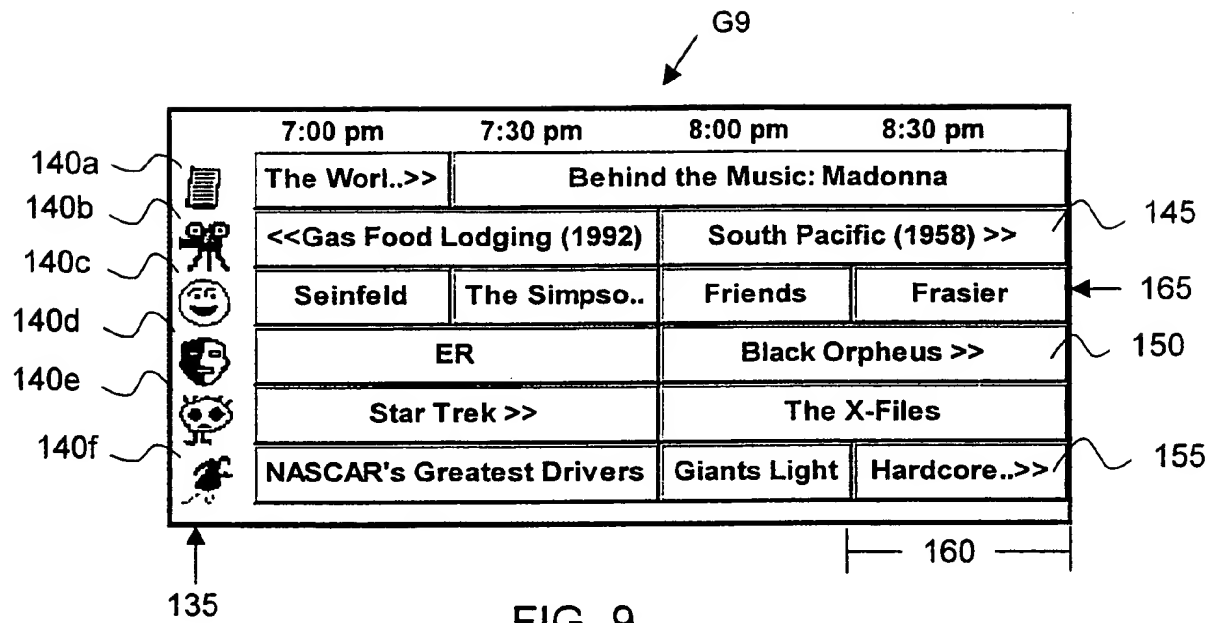 G9
7:00 pm 7:30 pm 8:00 pm 8:30 pm
140a
The Worl..>> Behind the Music: Madonna
140b
<<Gas Food Lodging (1992) South Pacific (1958) >> 145
140c
Seinfeld The Simpso.. Friends Frasier 165
140d
ER Black Orpheus >> 150
140e
Star Trek >> The X-Files
140f
NASCAR's Greatest Drivers Giants Light Hardcore..>> 155
160
135
FIG. 9